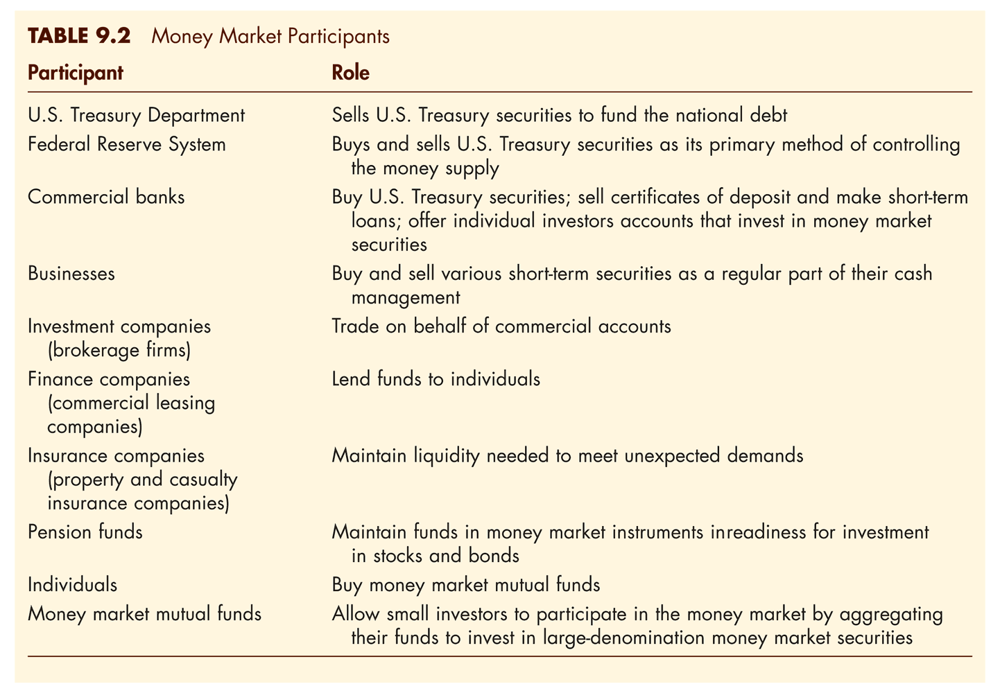 TABLE 9.2 Money Market Participants
Participant Role
U.S. Treasury Department Sells U.S. Treasury securities to fund the national debt
Federal Reserve System Buys and sells U.S. Treasury securities as its primary method of controlling
the money supply
Commercial banks Buy U.S. Treasury securities; sell certificates of deposit and make short-term
loans; offer individual investors accounts that invest in money market
securities
Businesses Buy and sell various short-term securities as a regular part of their cash
management
Investment companies Trade on behalf of commercial accounts
(brokerage firms)
Finance companies Lend funds to individuals
(commercial leasing
companies)
Insurance companies Maintain liquidity needed to meet unexpected demands
(property and casualty
insurance companies)
Pension funds Maintain funds in money market instruments inreadiness for investment
in stocks and bonds
Individuals Buy money market mutual funds
Money market mutual funds Allow small investors to participate in the money market by aggregating
their funds to invest in large-denomination money market securities